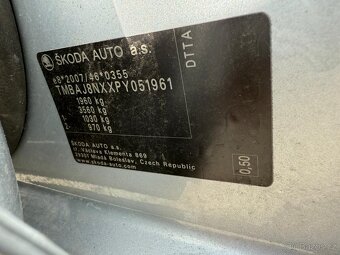 ŠKODA AUTO a.s.
e8*2007/46*0355
TMBAJ8NXXPY051961
1960 kg
3560 kg
1- 1030 kg
2- 970 kg
ŠKODA AUTO a.s.
tř. Václava Klementa 869
29301 Mladá Boleslav, Czech Republic
www.skoda-auto.com
DTTA
0,50